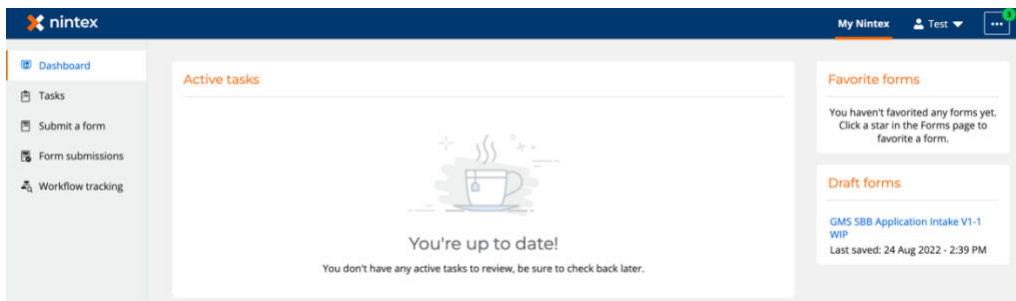 nintex
My Nintex
Test
3
Dashboard
Tasks
Submit a form
Form submissions
Workflow tracking
Active tasks
You're up to date!
You don't have any active tasks to review, be sure to check back later.
Favorite forms
You haven't favorited any forms yet.
Click a star in the Forms page to
favorite a form.
Draft forms
GMS SBB Application Intake V1-1
WIP
Last saved: 24 Aug 2022 - 2:39 PM